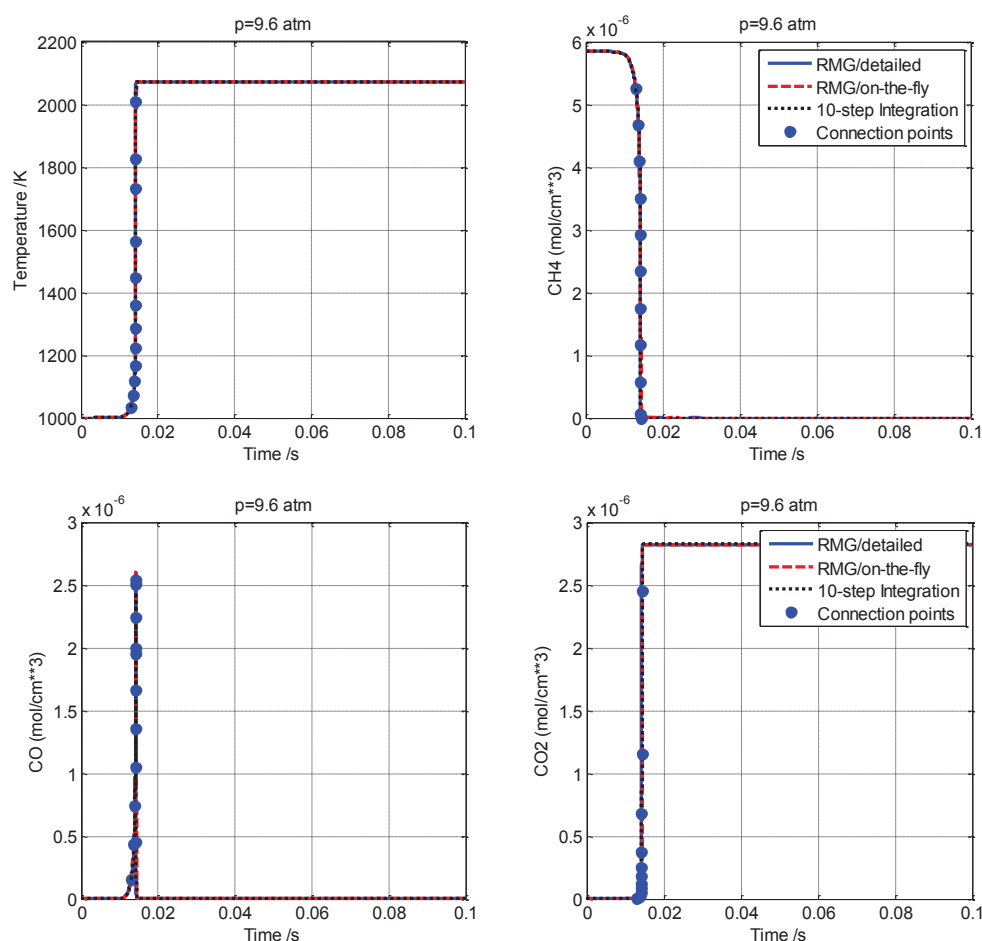 p=9.6 atm
2200
2000
1800
1600
1400
1200
1000
Temperature /K
0 0.02 0.04 0.06 0.08 0.1
Time /s
p=9.6 atm
x 10^-6
6
5
4
3
2
1
0
CH4 (mol/cm**3)
RMG/detailed
RMG/on-the-fly
10-step Integration
Connection points
0 0.02 0.04 0.06 0.08 0.1
Time /s
p=9.6 atm
x 10^-6
3
2.5
2
1.5
1
0.5
0
CO (mol/cm**3)
0 0.02 0.04 0.06 0.08 0.1
Time /s
p=9.6 atm
x 10^-6
3
2.5
2
1.5
1
0.5
0
CO2 (mol/cm**3)
RMG/detailed
RMG/on-the-fly
10-step Integration
Connection points
0 0.02 0.04 0.06 0.08 0.1
Time /s